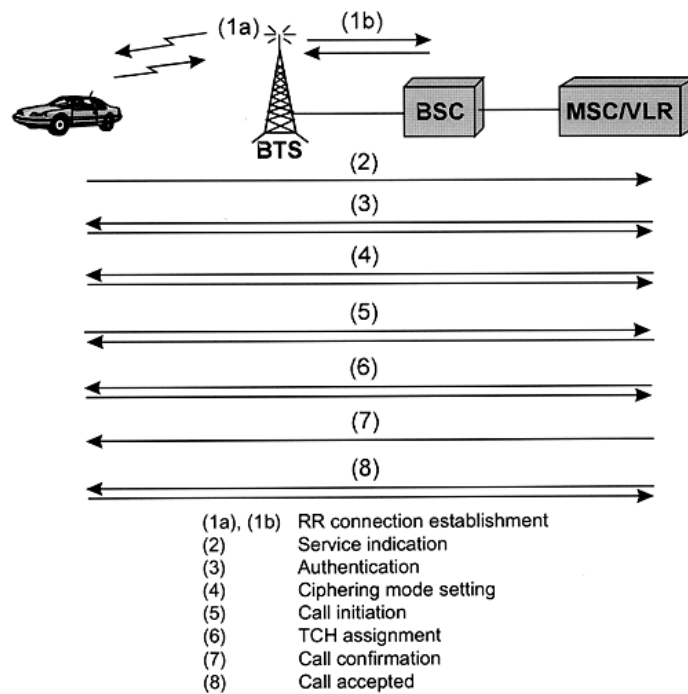 (1a) (1b)
BSC MSC/VLR
BTS
(2)
(3)
(4)
(5)
(6)
(7)
(8)
(1a), (1b) RR connection establishment
(2) Service indication
(3) Authentication
(4) Ciphering mode setting
(5) Call initiation
(6) TCH assignment
(7) Call confirmation
(8) Call accepted